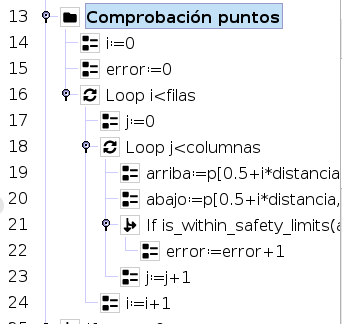 13 Comprobación puntos
14 i:=0
15 error:=0
16 Loop i<filas
17 j:=0
18 Loop j<columnas
19 arriba:=p[0.5+i*distancia
20 abajo:=p[0.5+i*distancia,
21 If is_within_safety_limits(a
22 error:=error+1
23 j:=j+1
24 i:=i+1